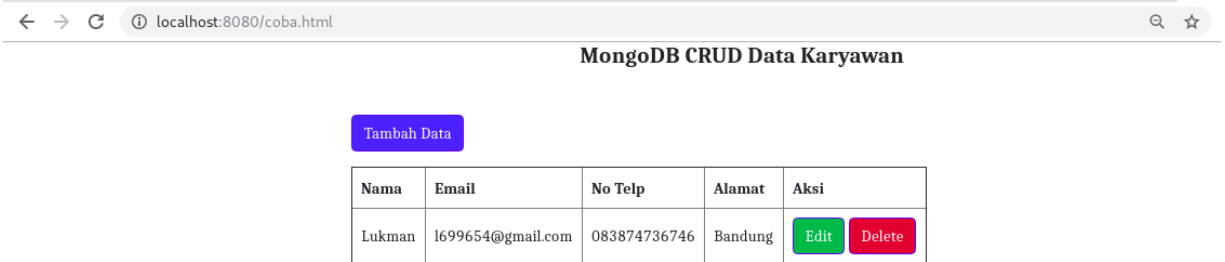 localhost:8080/coba.html
MongoDB CRUD Data Karyawan
Tambah Data
Nama Email No Telp Alamat Aksi
Lukman l699654@gmail.com 083874736746 Bandung Edit Delete